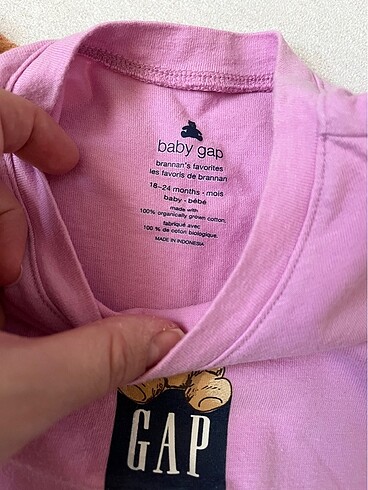 baby gap
brannan's favorites
les favoris de brannan
18-24 months - mois
baby - bébé
made with
100% organically grown cotton.
fabriqué avec
100 % de coton biologique.
MADE IN INDONESIA
GAP